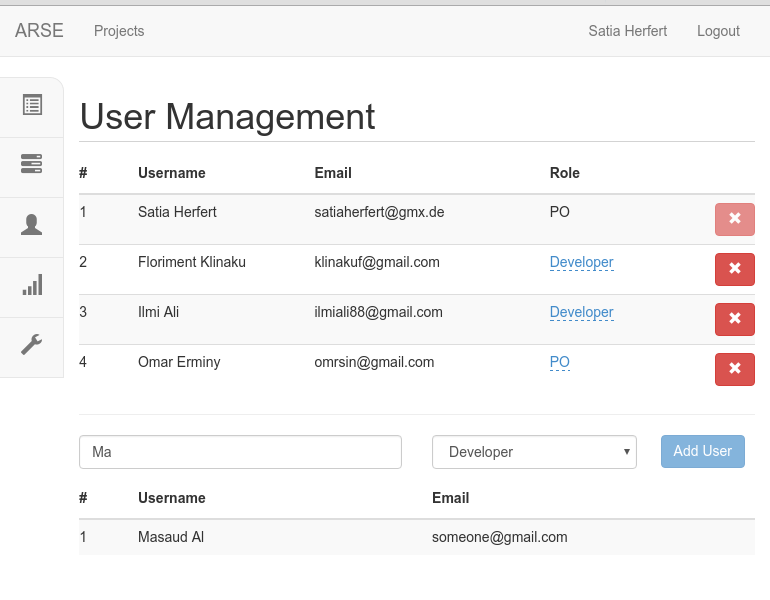 ARSE Projects Satia Herfert Logout
User Management
# Username Email Role
1 Satia Herfert satiaherfert@gmx.de PO
2 Floriment Klinaku klinakuf@gmail.com Developer
3 Ilmi Ali ilmiali88@gmail.com Developer
4 Omar Erminy omrsin@gmail.com PO
Ma Developer Add User
# Username Email
1 Masaud Al someone@gmail.com